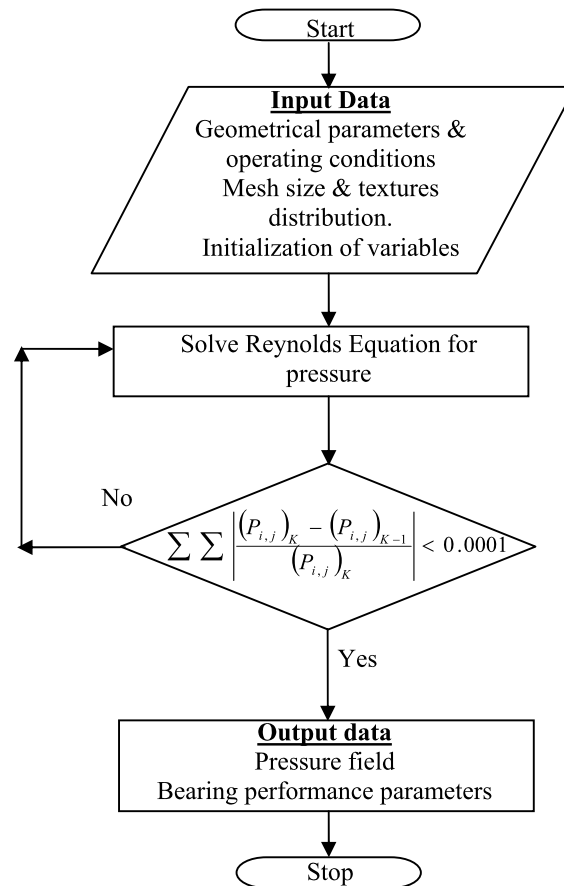 Start
Input Data
Geometrical parameters &
operating conditions
Mesh size & textures
distribution.
Initialization of variables
Solve Reynolds Equation for
pressure
No
∑ ∑ |((P_{i,j})_K − (P_{i,j})_{K−1}) / (P_{i,j})_K| < 0.0001
Yes
Output data
Pressure field
Bearing performance parameters
Stop